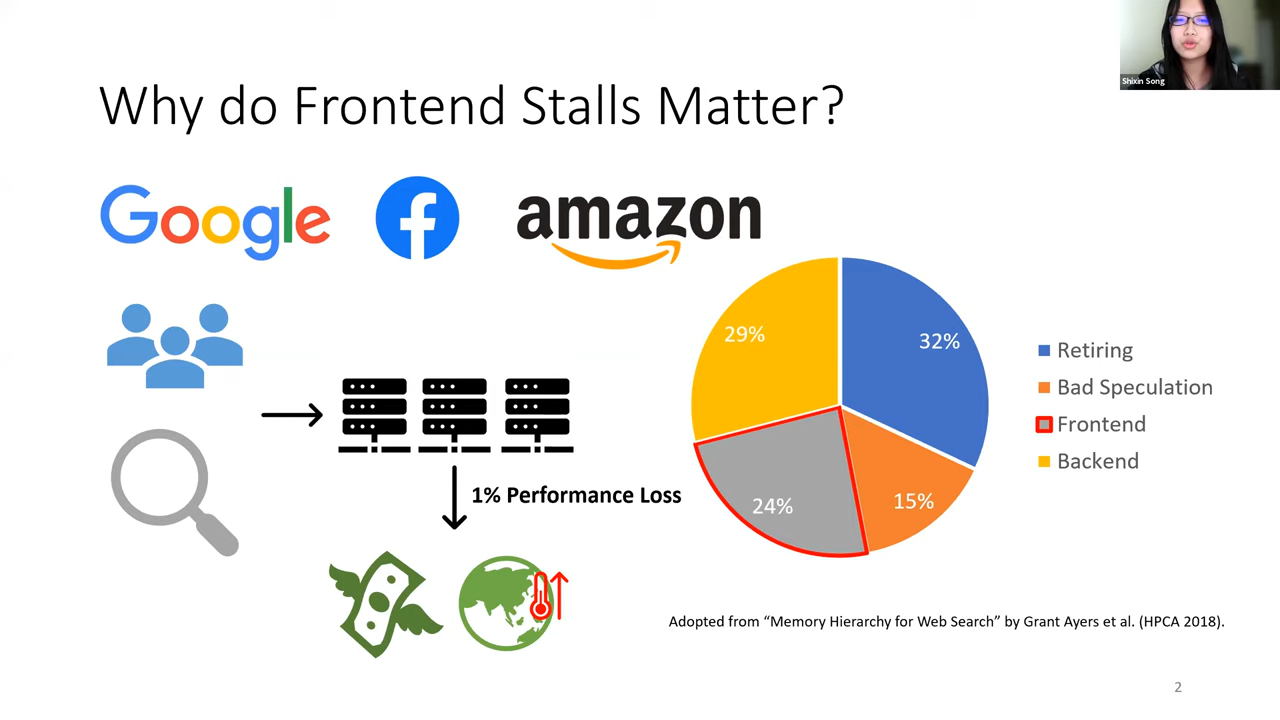 Shixin Song
Why do Frontend Stalls Matter?
Google
f
amazon
29%
32%
24%
15%
Retiring
Bad Speculation
Frontend
Backend
1% Performance Loss
Adopted from “Memory Hierarchy for Web Search” by Grant Ayers et al. (HPCA 2018).
2